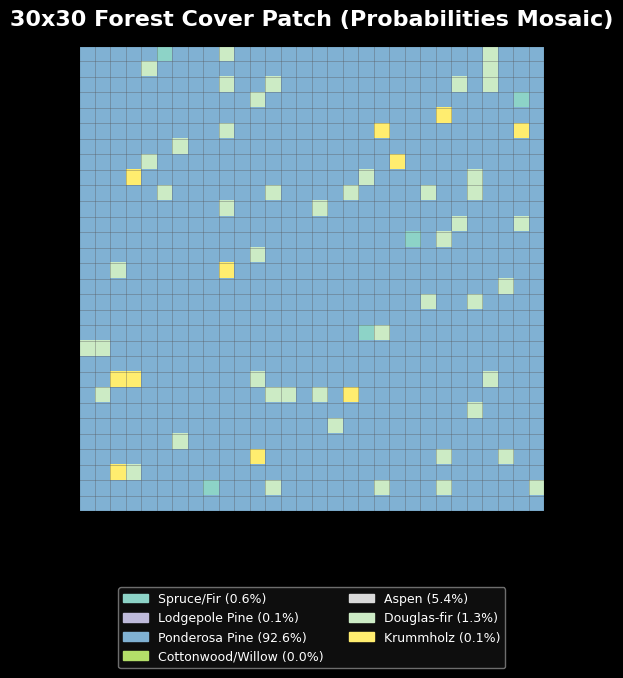 30x30 Forest Cover Patch (Probabilities Mosaic)
Spruce/Fir (0.6%)
Lodgepole Pine (0.1%)
Ponderosa Pine (92.6%)
Cottonwood/Willow (0.0%)
Aspen (5.4%)
Douglas-fir (1.3%)
Krummholz (0.1%)